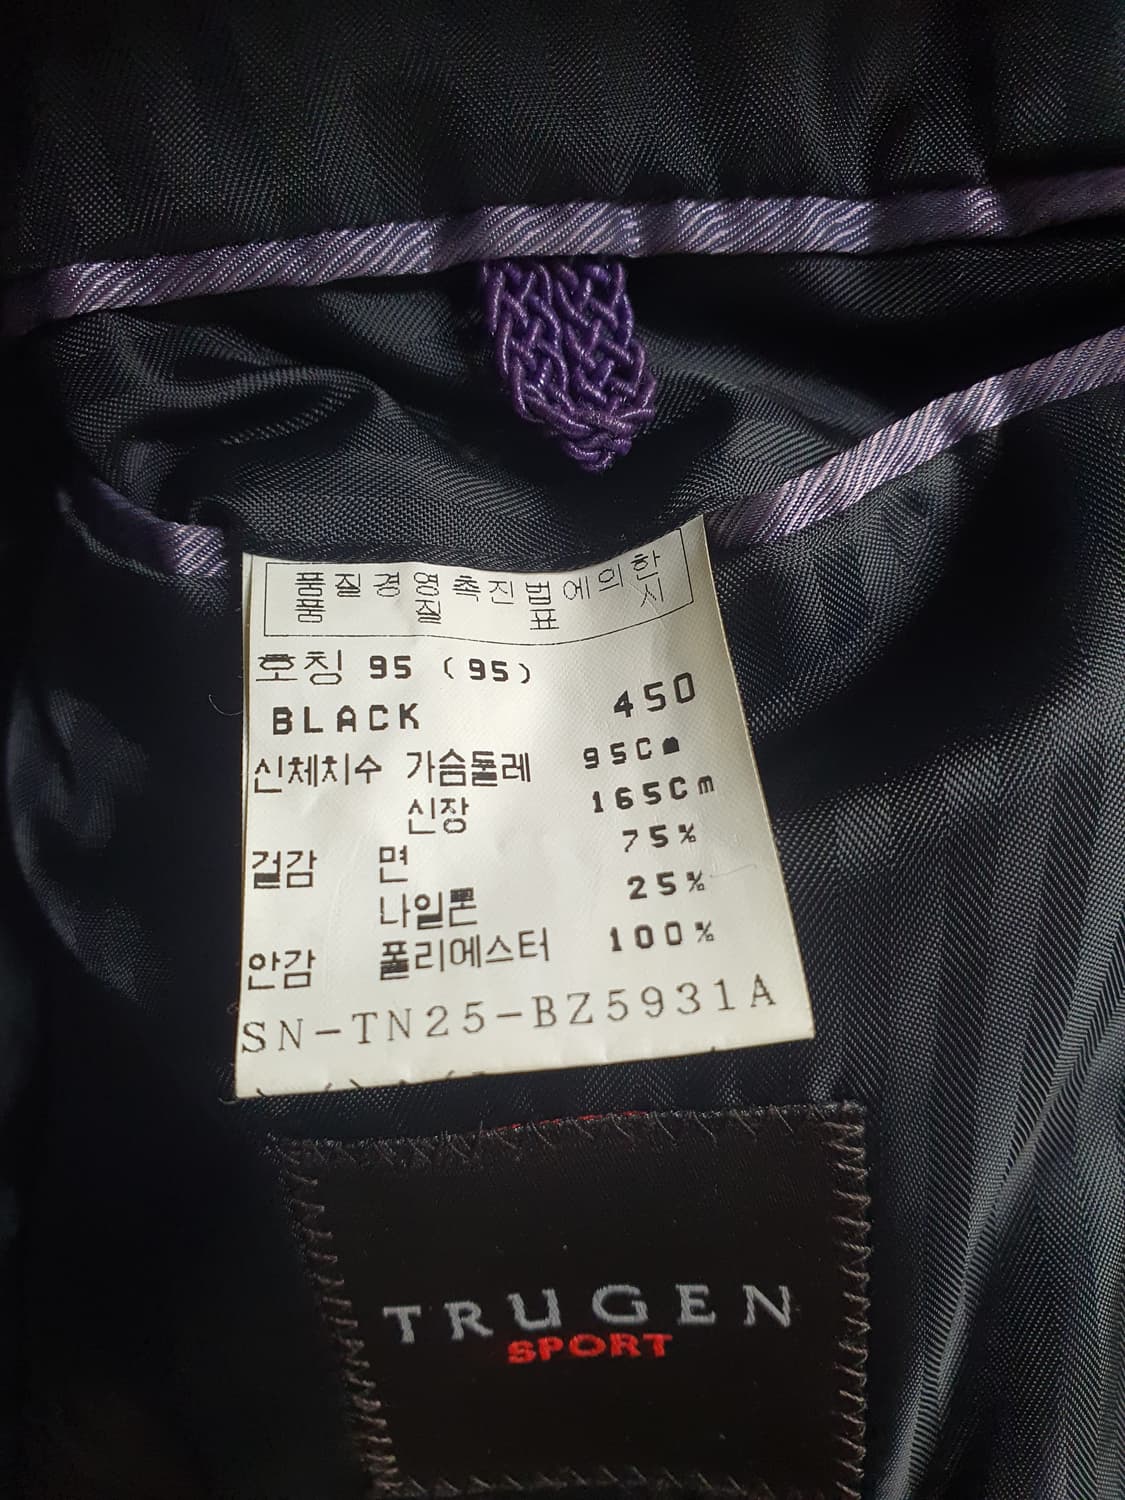 품질경영촉진법에의한
품 질 표 시
호칭 95 (95)
BLACK 450
신체치수 가슴둘레 95Cm
신장 165Cm
겉감 면 75%
나일론 25%
안감 폴리에스터 100%
SN-TN25-BZ5931A
TRUGEN
SPORT